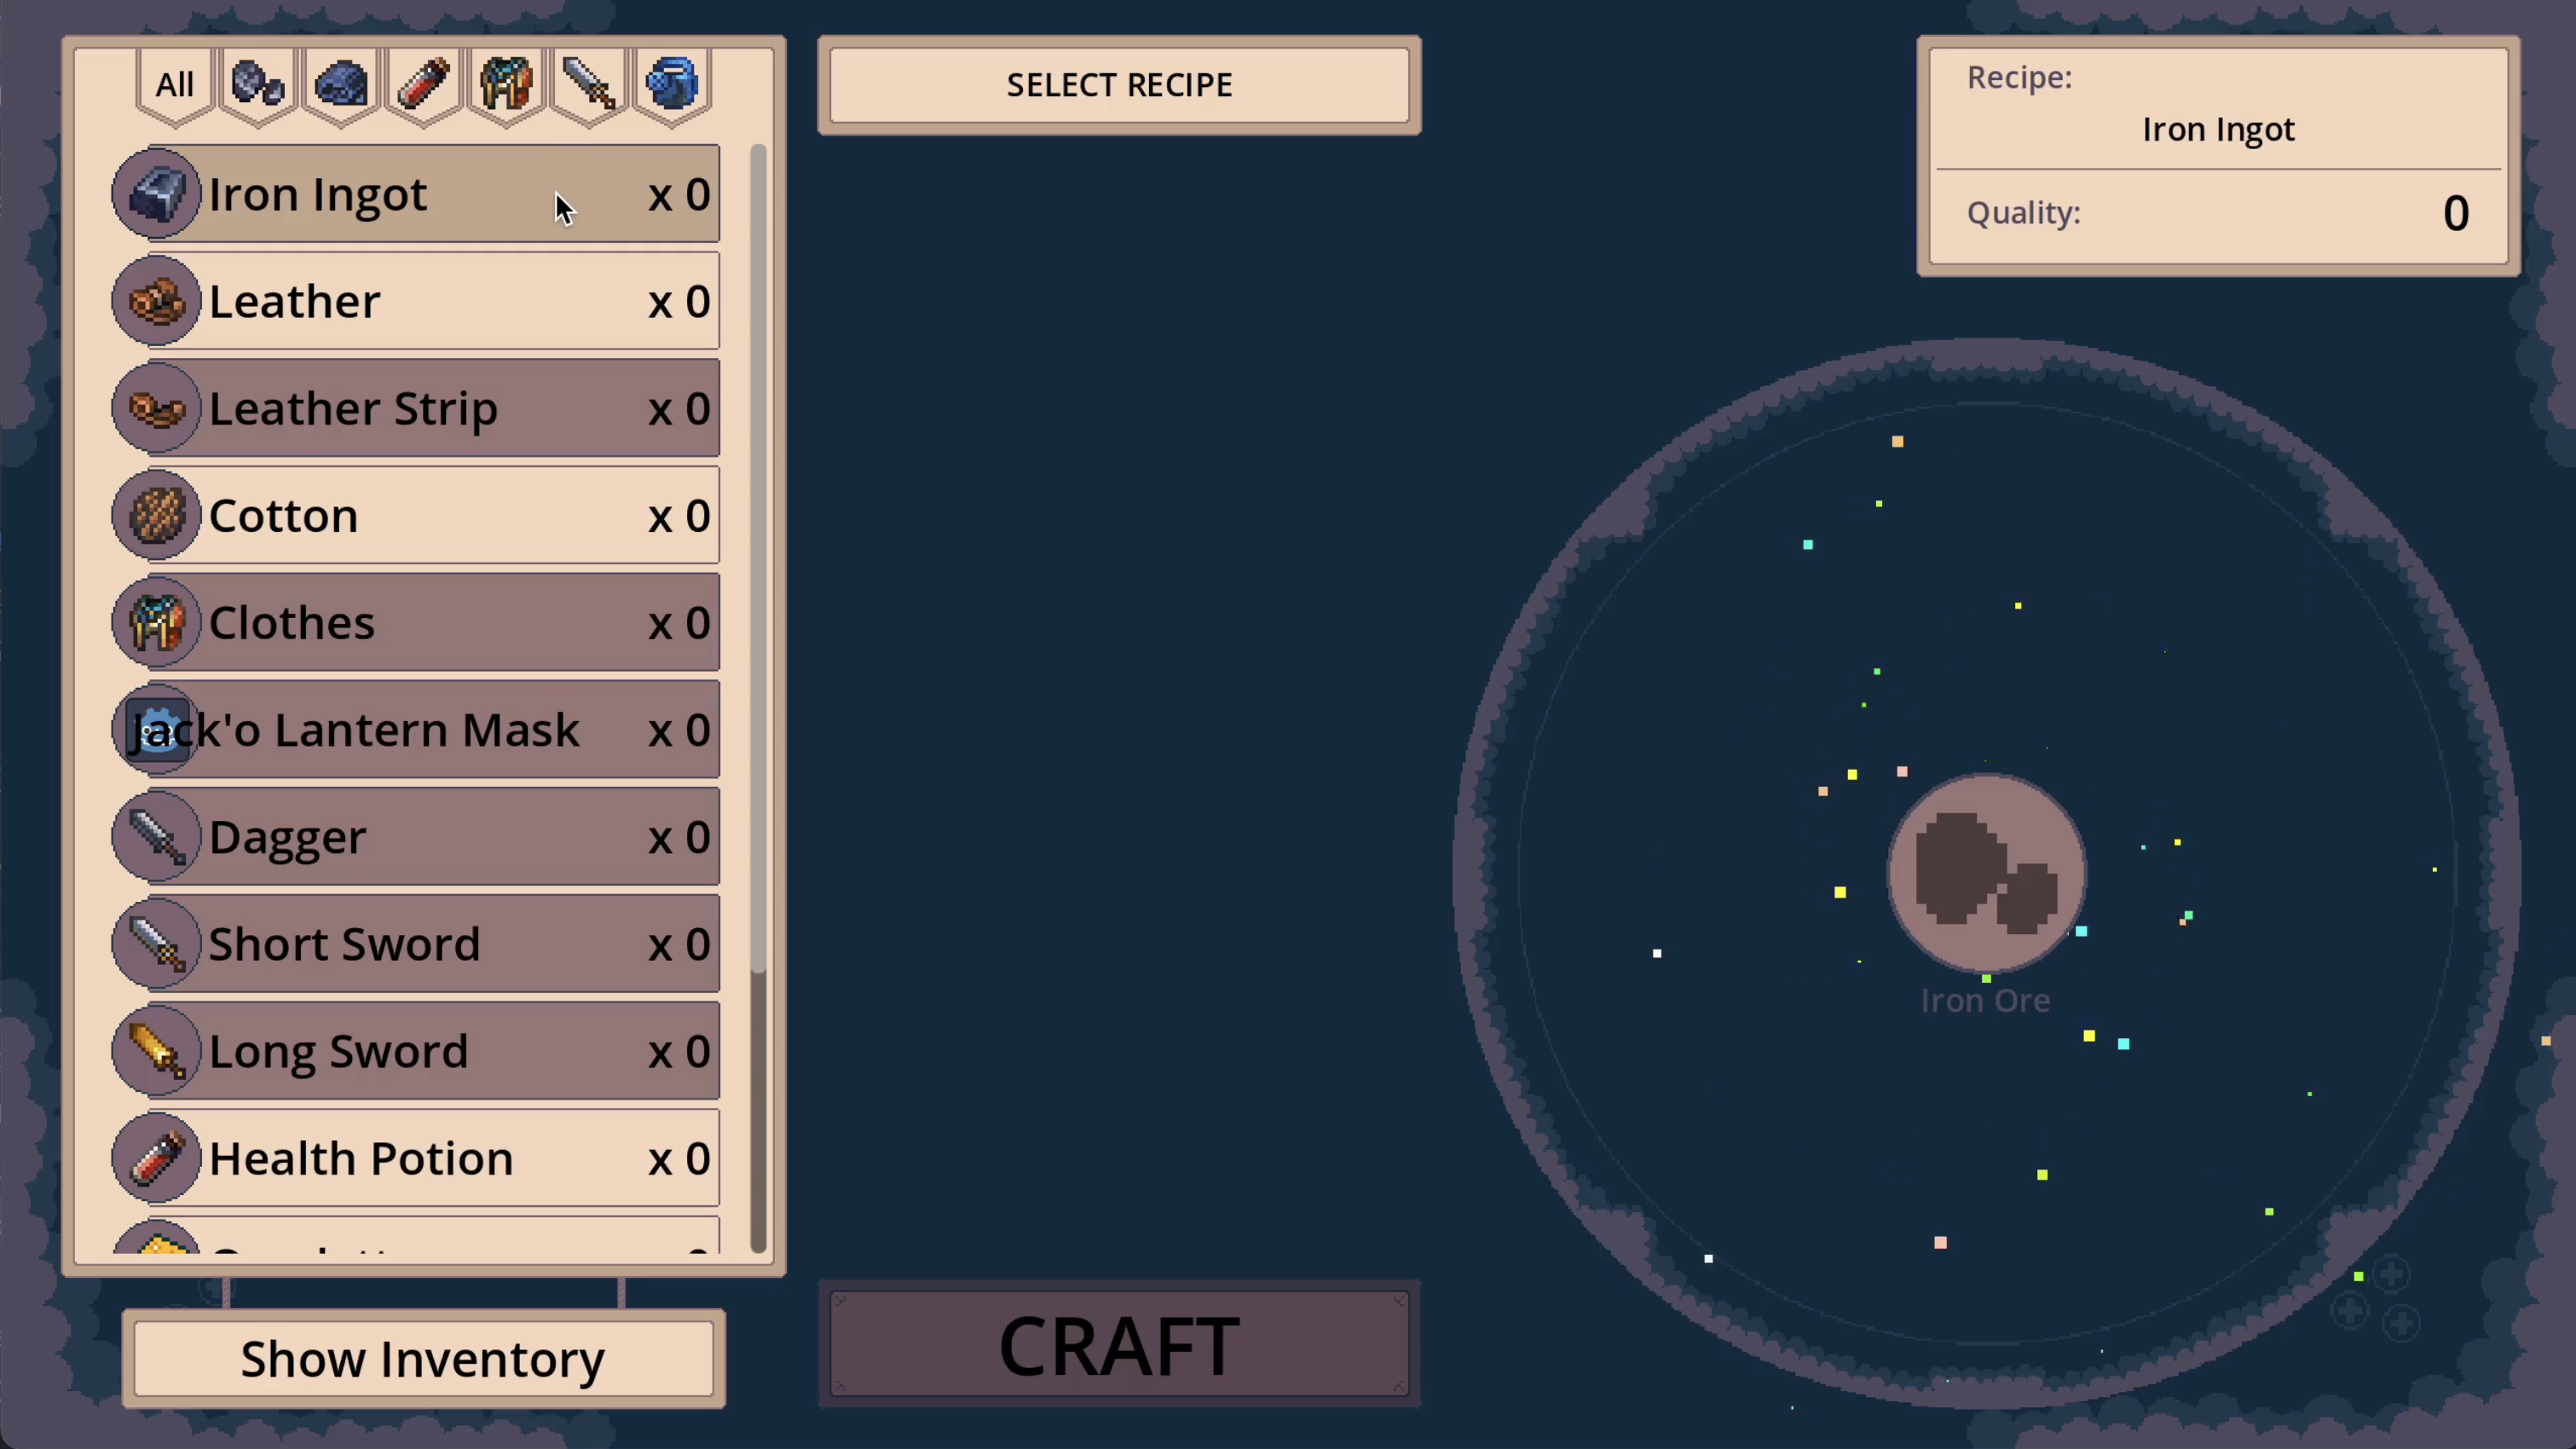 All
Iron Ingot x 0
Leather x 0
Leather Strip x 0
Cotton x 0
Clothes x 0
Jack'o Lantern Mask x 0
Dagger x 0
Short Sword x 0
Long Sword x 0
Health Potion x 0
Show Inventory
SELECT RECIPE
CRAFT
Recipe:
Iron Ingot
Quality: 0
Iron Ore